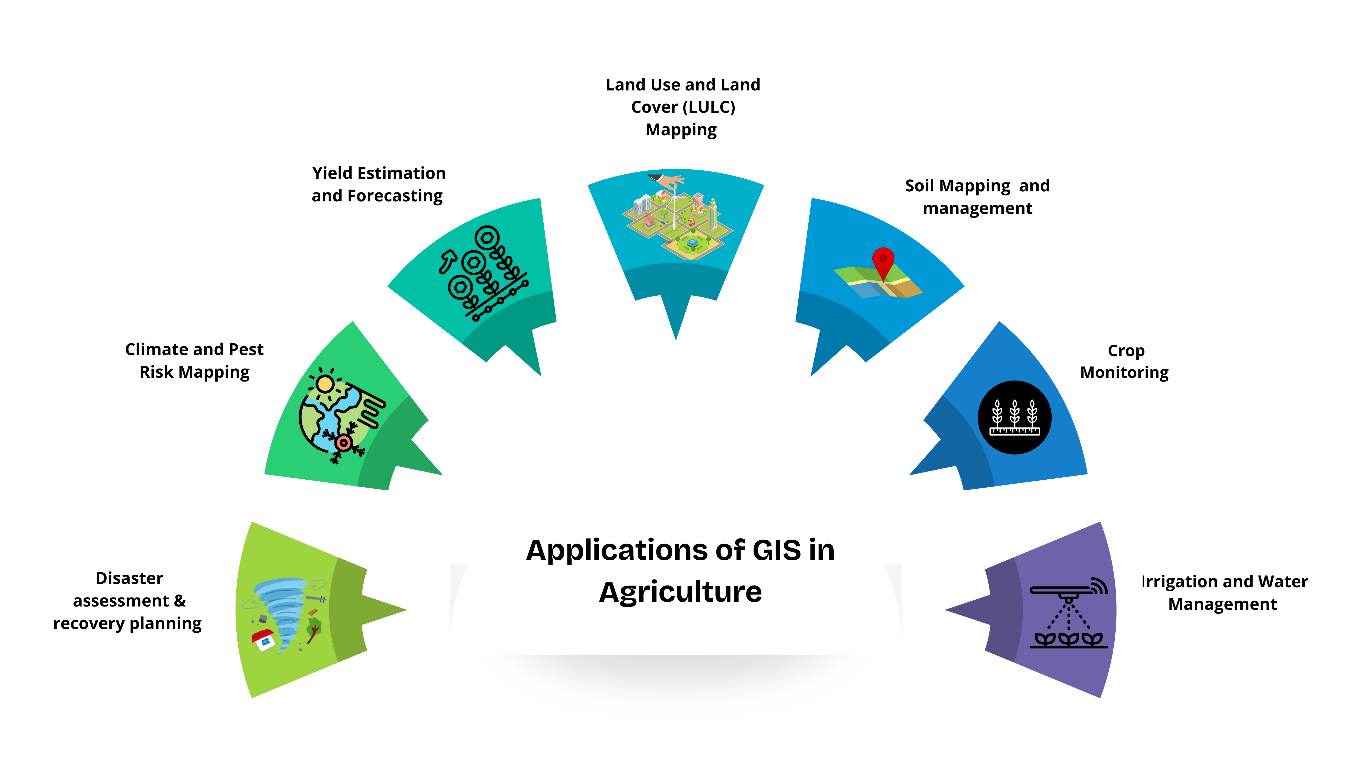 Land Use and Land
Cover (LULC)
Mapping
Yield Estimation
and Forecasting
Soil Mapping and
management
Climate and Pest
Risk Mapping
Crop
Monitoring
Applications of GIS in
Agriculture
Disaster
assessment &
recovery planning
Irrigation and Water
Management